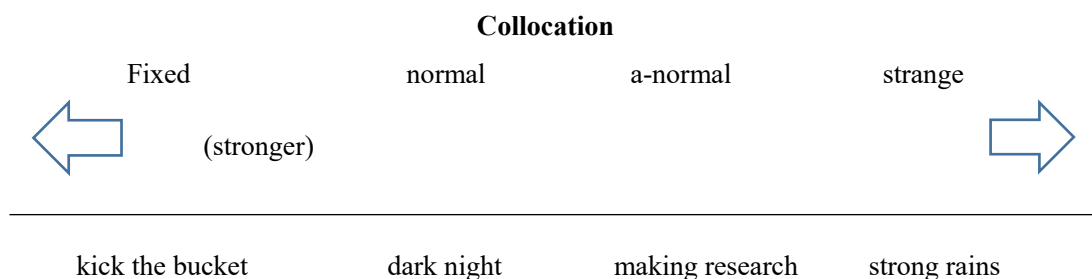 Collocation
Fixed normal a-normal strange
(stronger)
kick the bucket dark night making research strong rains